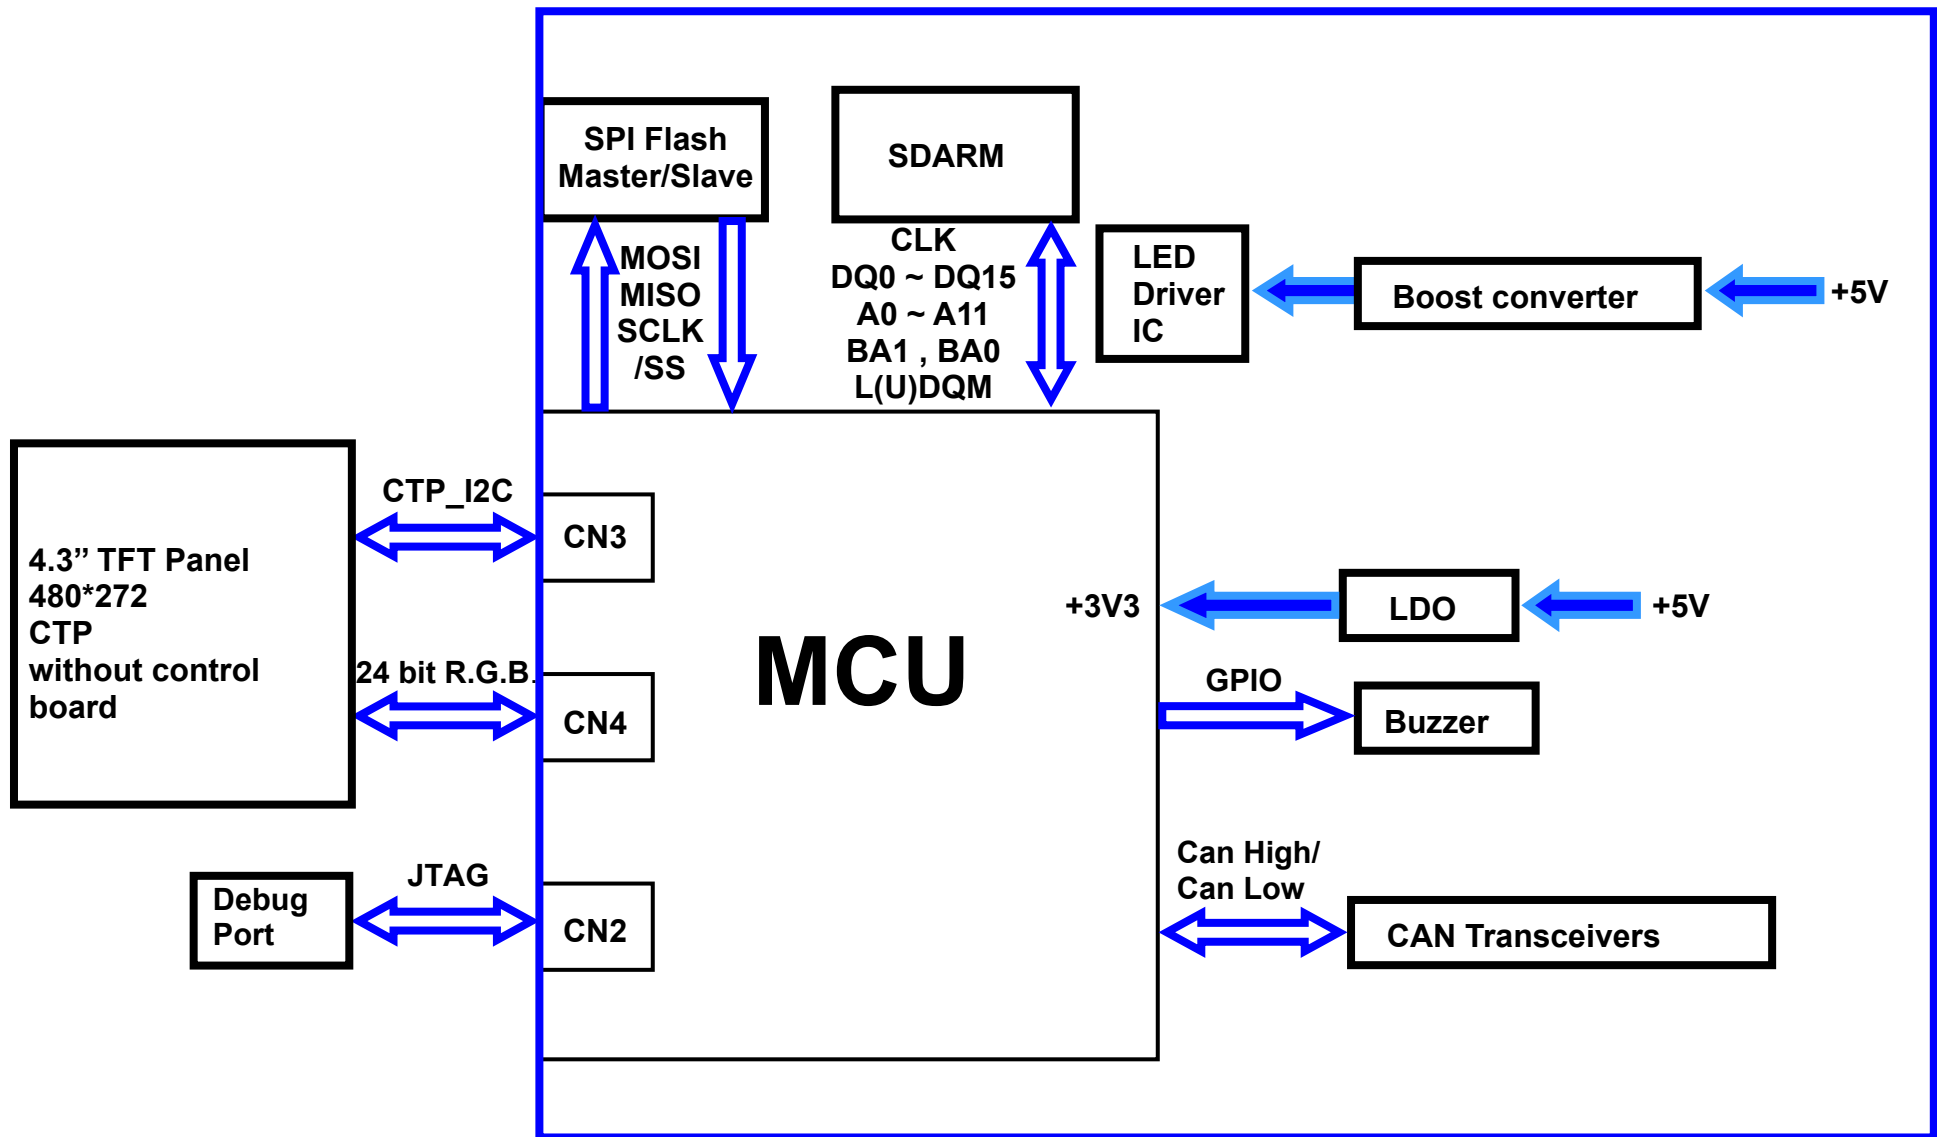 SPI Flash
Master/Slave
SDARM
MOSI
MISO
SCLK
/SS
CLK
DQ0 ~ DQ15
A0 ~ A11
BA1 , BA0
L(U)DQM
LED
Driver
IC
Boost converter
+5V
CTP_I2C
CN3
4.3” TFT Panel
480*272
CTP
without control
board
24 bit R.G.B.
CN4
MCU
+3V3
LDO
+5V
GPIO
Buzzer
JTAG
Debug
Port
CN2
Can High/
Can Low
CAN Transceivers